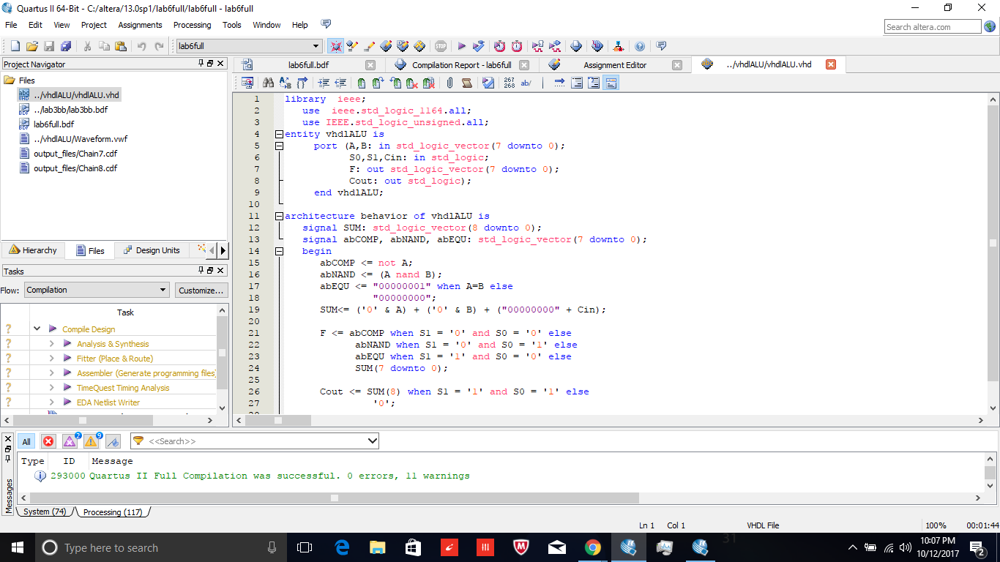 Quartus II 64-Bit - C:/altera/13.0sp1/lab6full/lab6full - lab6full
File Edit View Project Assignments Processing Tools Window Help
Search altera.com
lab6full
STOP
Project Navigator
Files
../vhdlALU/vhdlALU.vhd
../lab3bb/lab3bb.bdf
lab6full.bdf
../vhdlALU/Waveform.vwf
output_files/Chain7.cdf
output_files/Chain8.cdf
Hierarchy Files Design Units
Tasks
Flow: Compilation Customize...
Task
Compile Design
Analysis & Synthesis
Fitter (Place & Route)
Assembler (Generate programming files)
TimeQuest Timing Analysis
EDA Netlist Writer
lab6full.bdf Compilation Report - lab6full Assignment Editor ../vhdlALU/vhdlALU.vhd
267
268 ab/
1 library  ieee;
2    use  ieee.std_logic_1164.all;
3    use IEEE.std_logic_unsigned.all;
4 entity vhdlALU is
5      port (A,B: in std_logic_vector(7 downto 0);
6            S0,S1,Cin: in std_logic;
7            F: out std_logic_vector(7 downto 0);
8            Cout: out std_logic);
9      end vhdlALU;
10
11 architecture behavior of vhdlALU is
12    signal SUM: std_logic_vector(8 downto 0);
13    signal abCOMP, abNAND, abEQU: std_logic_vector(7 downto 0);
14    begin
15       abCOMP <= not A;
16       abNAND <= (A nand B);
17       abEQU <= "00000001" when A=B else
18                "00000000";
19       SUM<= ('0' & A) + ('0' & B) + ("00000000" + Cin);
20
21       F <= abCOMP when S1 = '0' and S0 = '0' else
22             abNAND when S1 = '0' and S0 = '1' else
23             abEQU when S1 = '1' and S0 = '0' else
24             SUM(7 downto 0);
25
26       Cout <= SUM(8) when S1 = '1' and S0 = '1' else
27                '0';
All 2 9 <<Search>>
Type ID Message
293000 Quartus II Full Compilation was successful. 0 errors, 11 warnings
Messages
System (74) Processing (117)
Ln 1 Col 1 VHDL File 100% 00:01:44
Type here to search
31
10:07 PM
10/12/2017
2